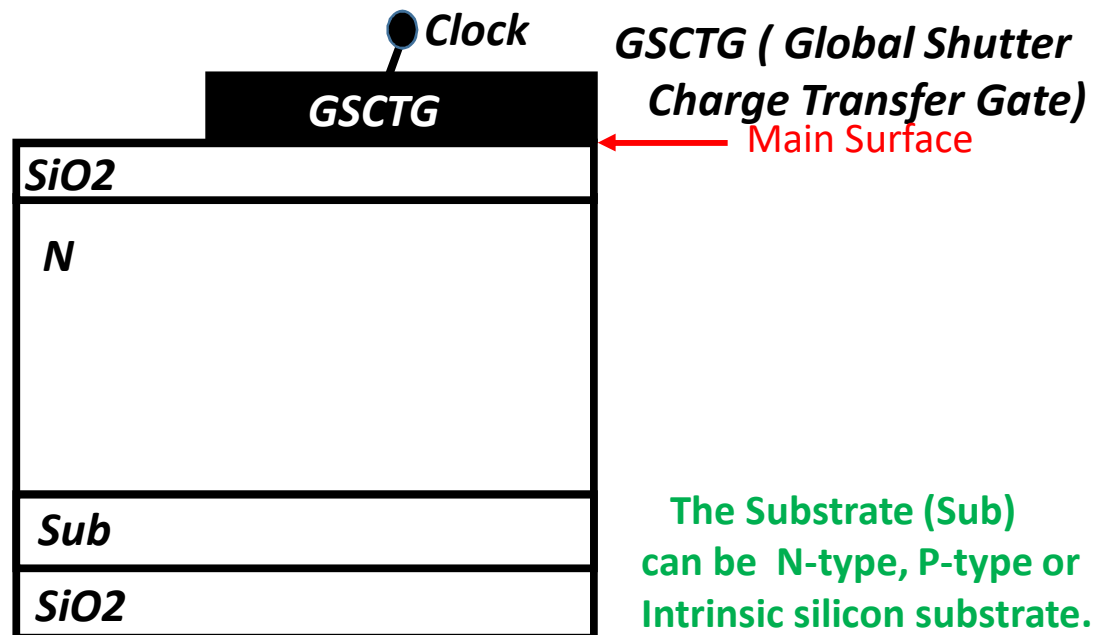 Clock
GSCTG ( Global Shutter
Charge Transfer Gate)
GSCTG
Main Surface
SiO2
N
Sub
SiO2
The Substrate (Sub)
can be N-type, P-type or
Intrinsic silicon substrate.